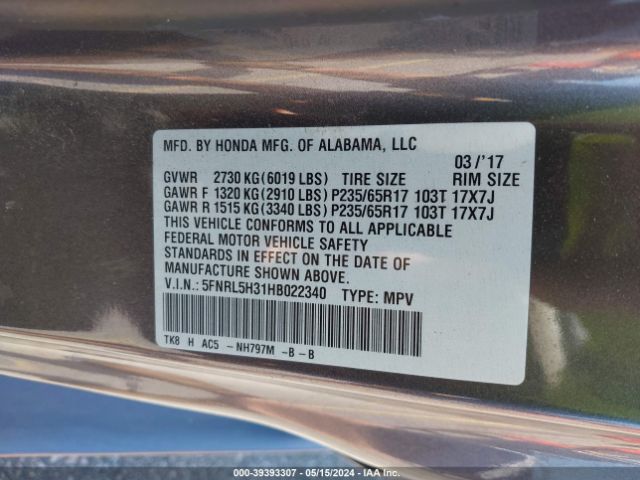 MFD. BY HONDA MFG. OF ALABAMA, LLC
03/'17
GVWR 2730 KG(6019 LBS) TIRE SIZE RIM SIZE
GAWR F 1320 KG(2910 LBS) P235/65R17 103T 17X7J
GAWR R 1515 KG(3340 LBS) P235/65R17 103T 17X7J
THIS VEHICLE CONFORMS TO ALL APPLICABLE
FEDERAL MOTOR VEHICLE SAFETY
STANDARDS IN EFFECT ON THE DATE OF
MANUFACTURE SHOWN ABOVE.
V.I.N.: 5FNRL5H31HB022340 TYPE: MPV
TK8 H AC5 -NH797M -B-B
000-39393307 - 05/15/2024 - IAA Inc.